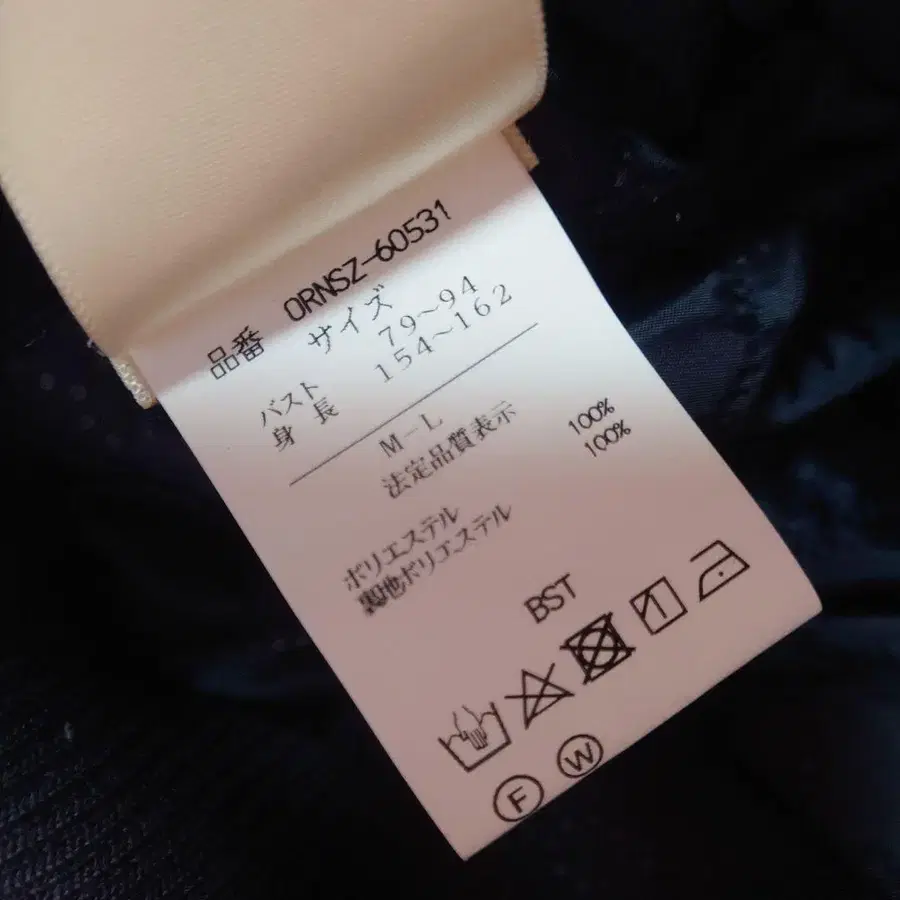 品番 ORNSZ-60531
サイズ
バスト 79~94
身長 154~162
M-L
法定品質表示
ポリエステル 100%
裏地ポリエステル 100%
BST
F W